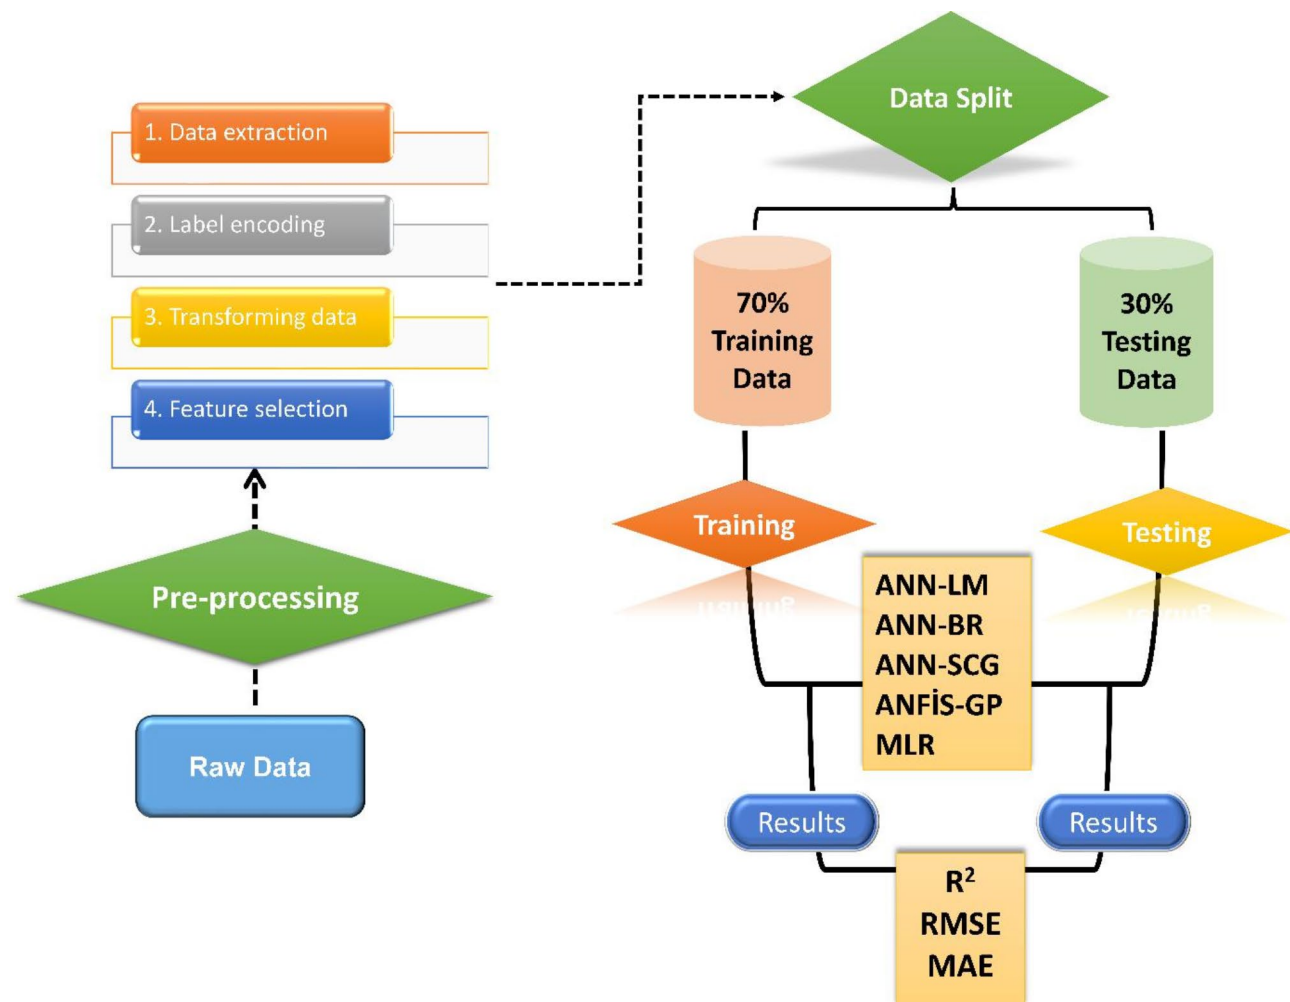 1. Data extraction
2. Label encoding
3. Transforming data
4. Feature selection
Pre-processing
Raw Data
Data Split
70%
Training
Data
30%
Testing
Data
Training
Testing
ANN-LM
ANN-BR
ANN-SCG
ANFİS-GP
MLR
Results
Results
R²
RMSE
MAE